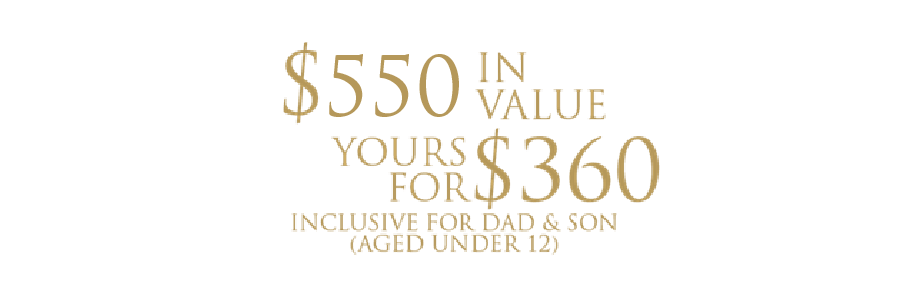 $550 IN
VALUE
YOURS
FOR $360
INCLUSIVE FOR DAD & SON
(AGED UNDER 12)